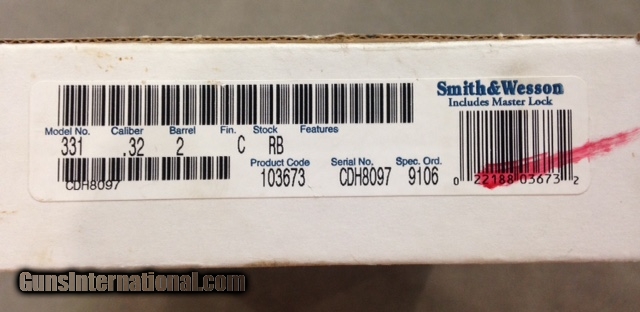 Smith&Wesson
Includes Master Lock
Model No. Caliber Barrel Fin. Stock Features
331 .32 2 C RB
Product Code Serial No. Spec. Ord.
CDH8097 103673 CDH8097 9106
0 22188 03673 2
GunsInternational.com